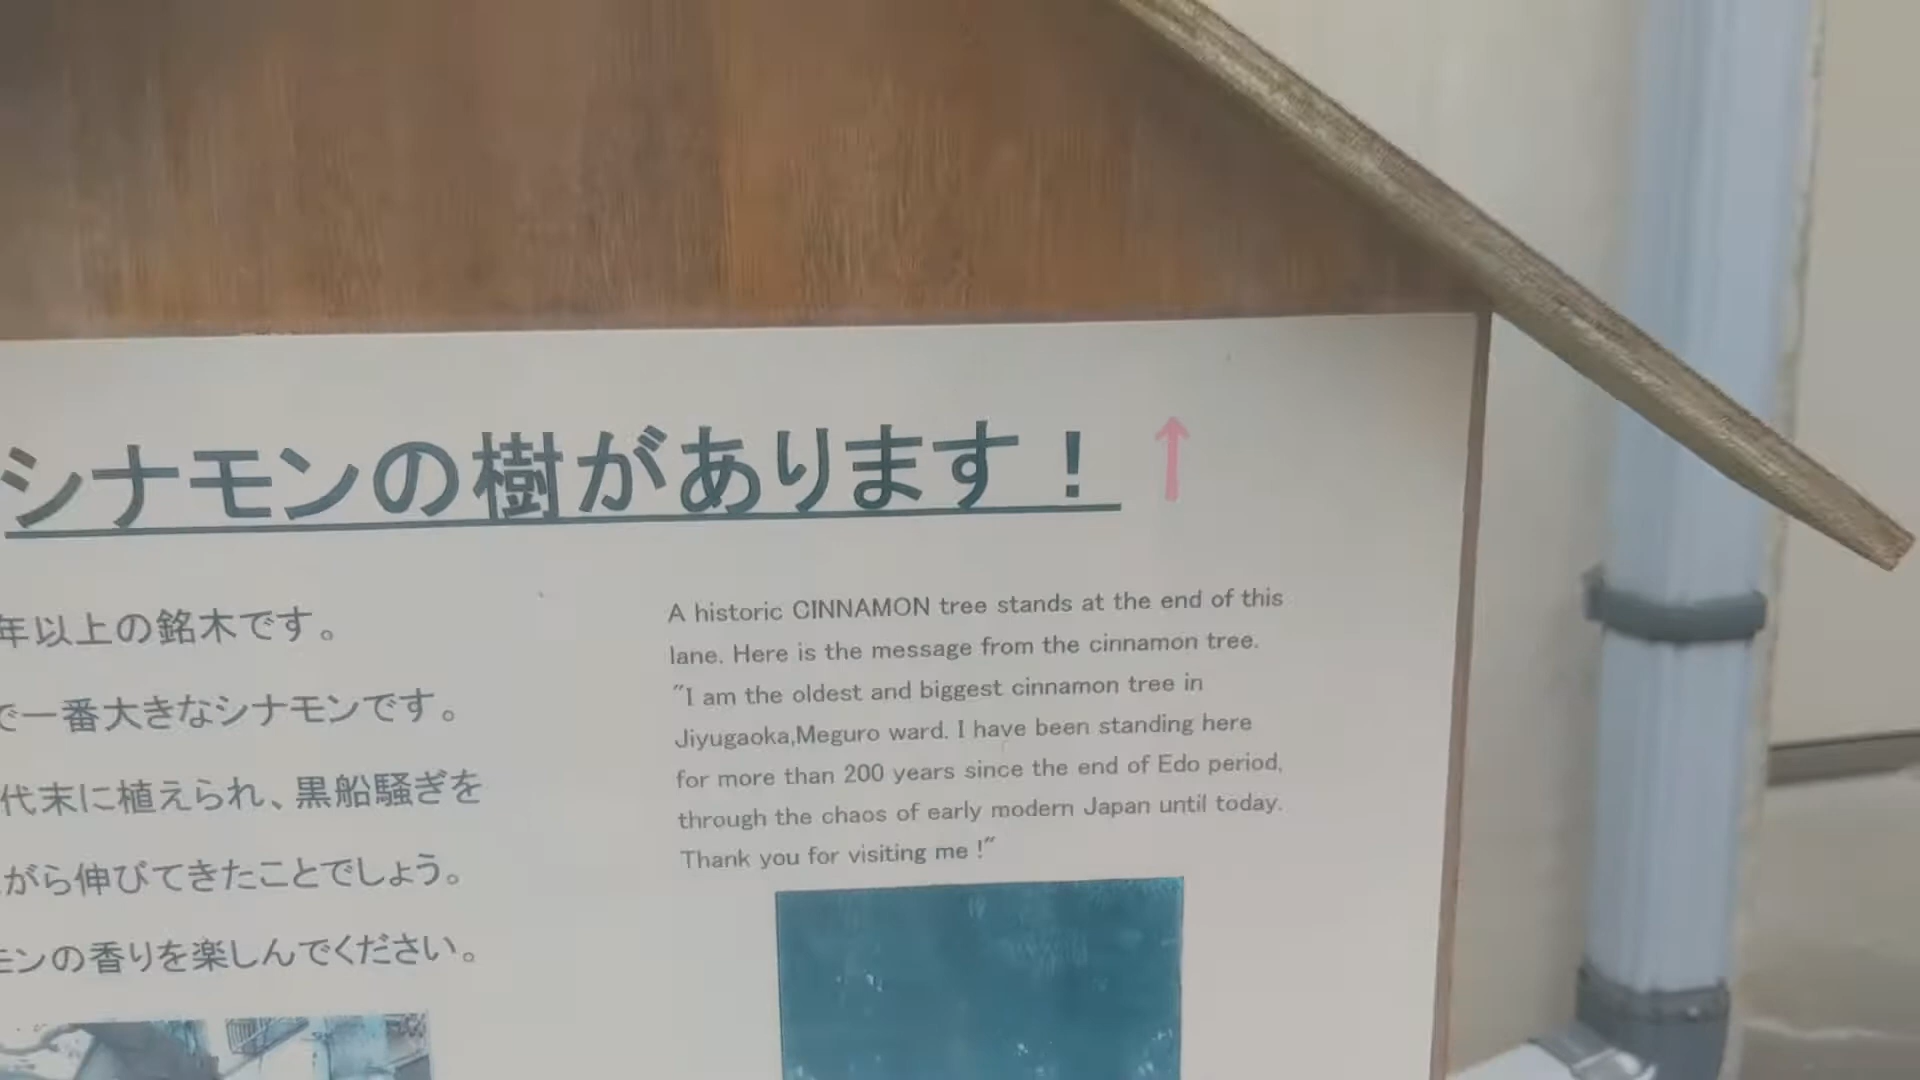 シナモンの樹があります！↑
年以上の銘木です。
で一番大きなシナモンです。
代末に植えられ、黒船騒ぎを
がら伸びてきたことでしょう。
モンの香りを楽しんでください。
A historic CINNAMON tree stands at the end of this
lane. Here is the message from the cinnamon tree.
"I am the oldest and biggest cinnamon tree in
Jiyugaoka,Meguro ward. I have been standing here
for more than 200 years since the end of Edo period,
through the chaos of early modern Japan until today.
Thank you for visiting me !"